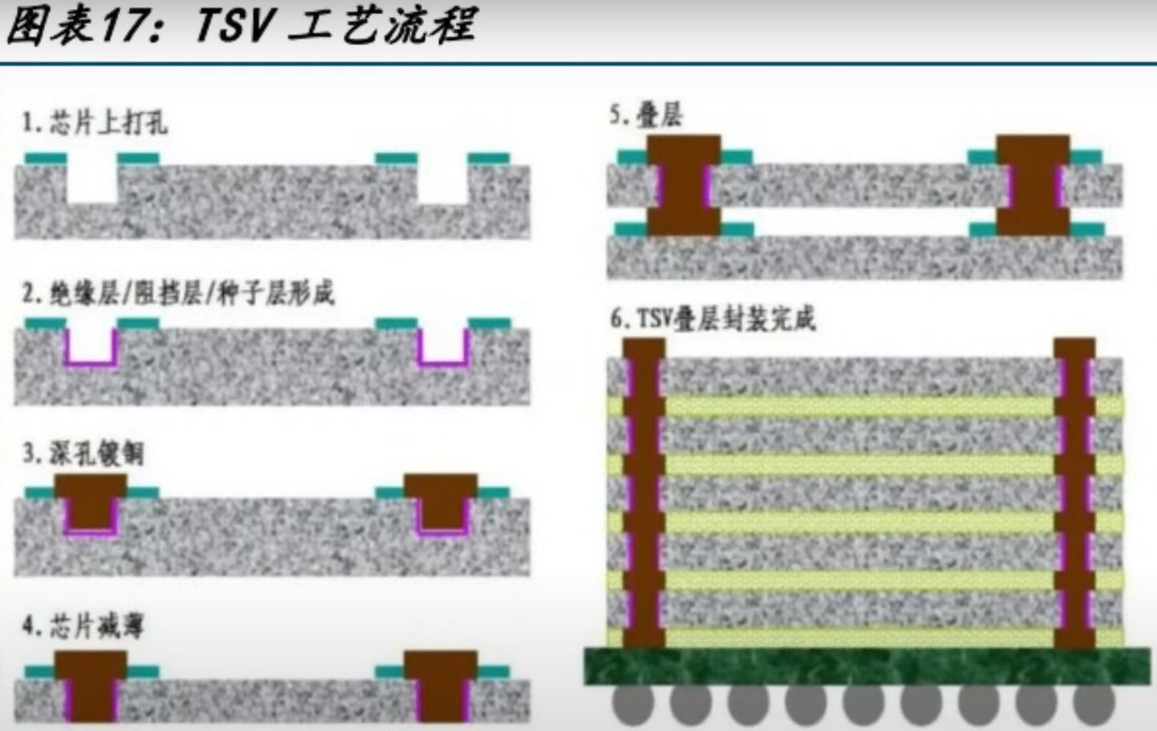 图表17：TSV 工艺流程
1.芯片上打孔
2.绝缘层/阻挡层/种子层形成
3.深孔镀铜
4.芯片减薄
5.叠层
6.TSV叠层封装完成